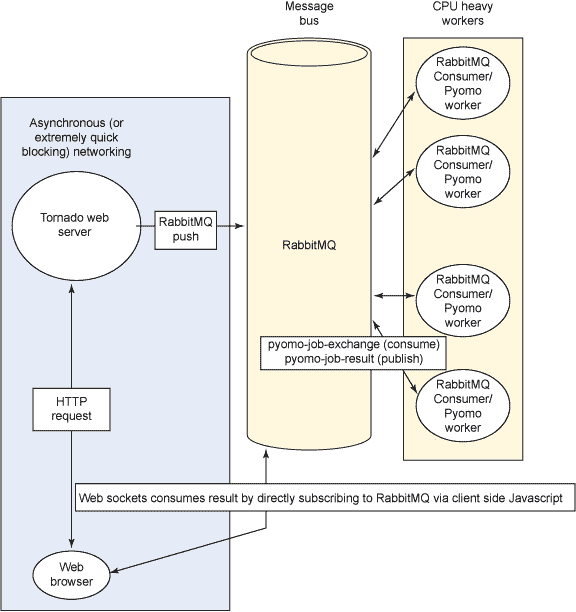 Message
bus
CPU heavy
workers
Asynchronous (or
extremely quick
blocking) networking
Tornado web
server
RabbitMQ
push
RabbitMQ
RabbitMQ
Consumer/
Pyomo
worker
RabbitMQ
Consumer/
Pyomo
worker
RabbitMQ
Consumer/
Pyomo
worker
pyomo-job-exchange (consume)
pyomo-job-result (publish)
RabbitMQ
Consumer/
Pyomo
worker
HTTP
request
Web sockets consumes result by directly subscribing to RabbitMQ via client side Javascript
Web
browser